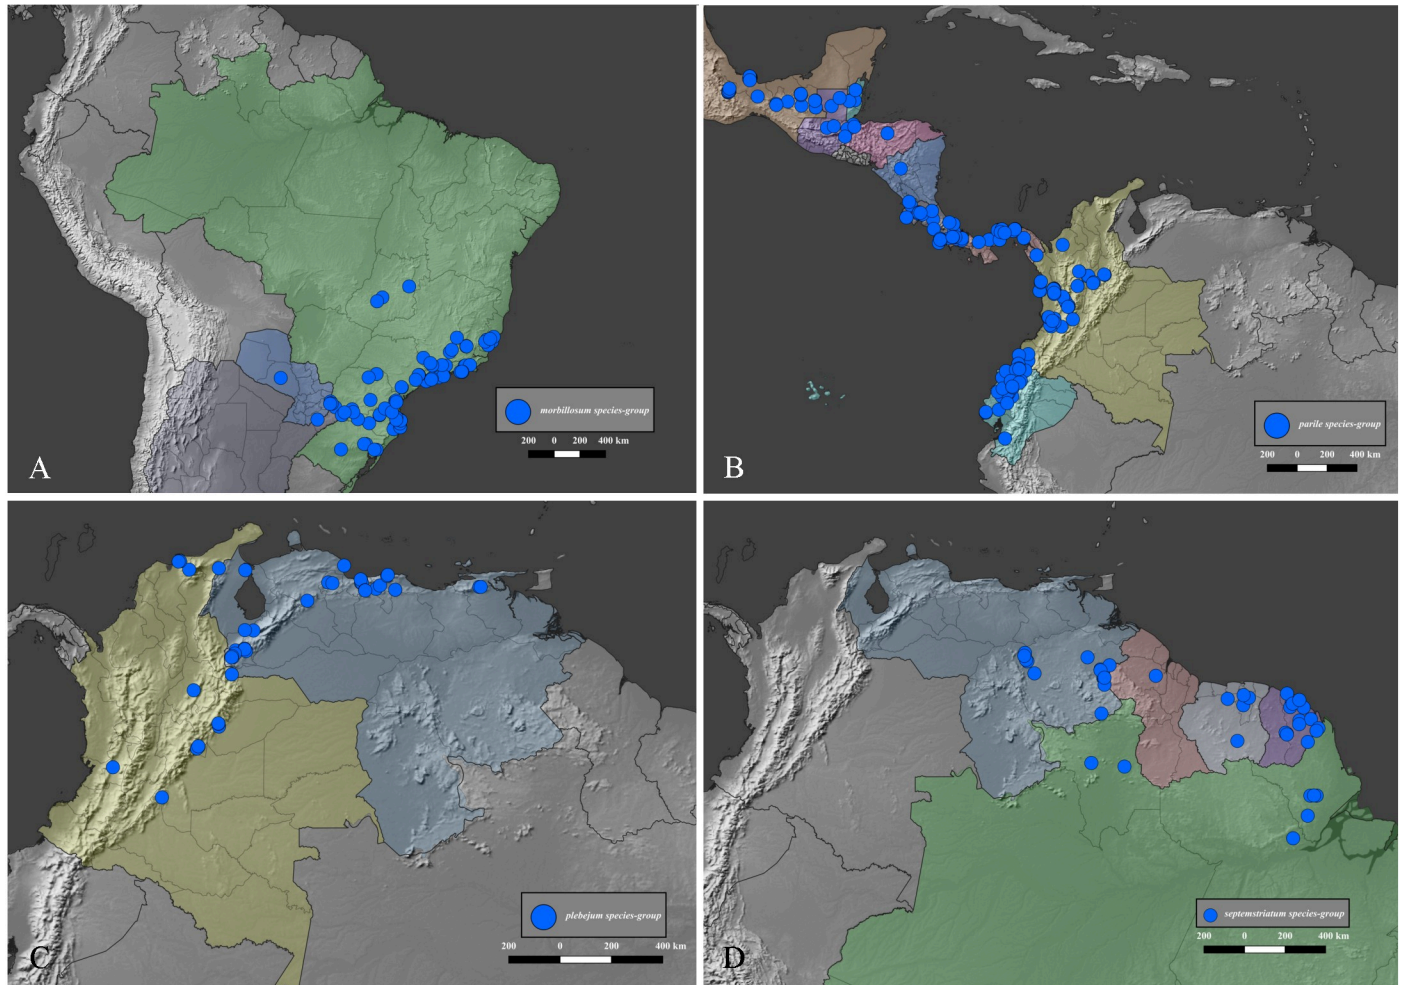 morbillosum species-group
200 0 200 400 km
A
parile species-group
200 0 200 400 km
B
plebejum species-group
200 0 200 400 km
C
septemstriatum species-group
200 0 200 400 km
D